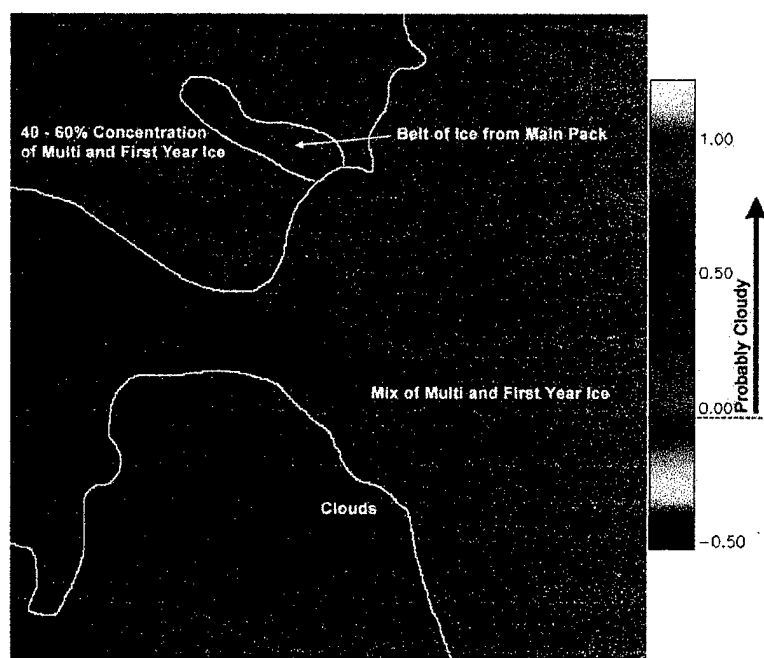 40 - 60% Concentration
of Multi and First Year Ice
Belt of Ice from Main Pack
Mix of Multi and First Year Ice
Clouds
1.00
0.50
0.00
-0.50
Probably Cloudy